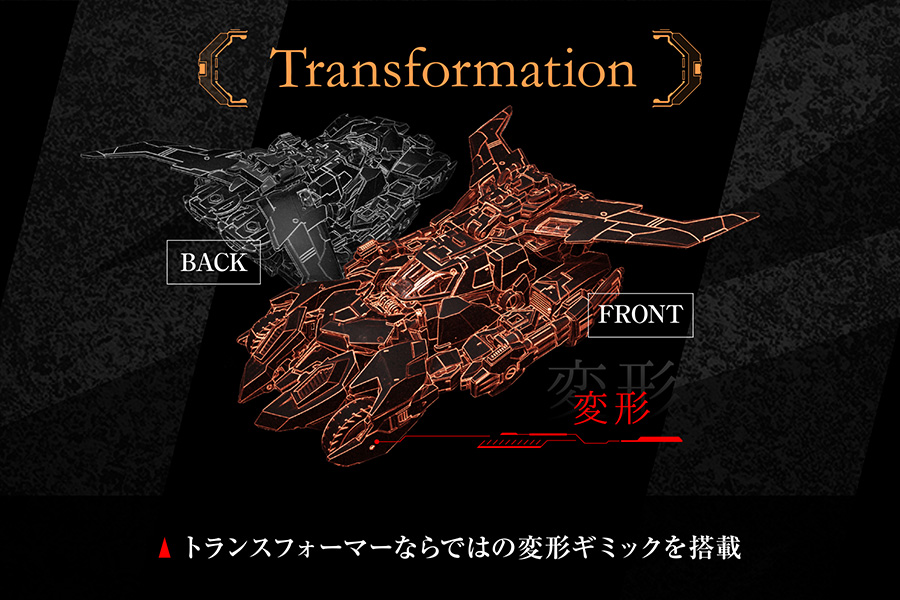 Transformation
BACK
FRONT
変形
変形
トランスフォーマーならではの変形ギミックを搭載